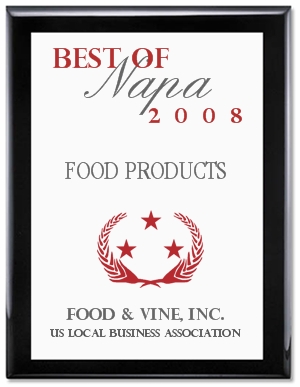 BEST OF
Napa
2008
FOOD PRODUCTS
FOOD & VINE, INC.
US LOCAL BUSINESS ASSOCIATION